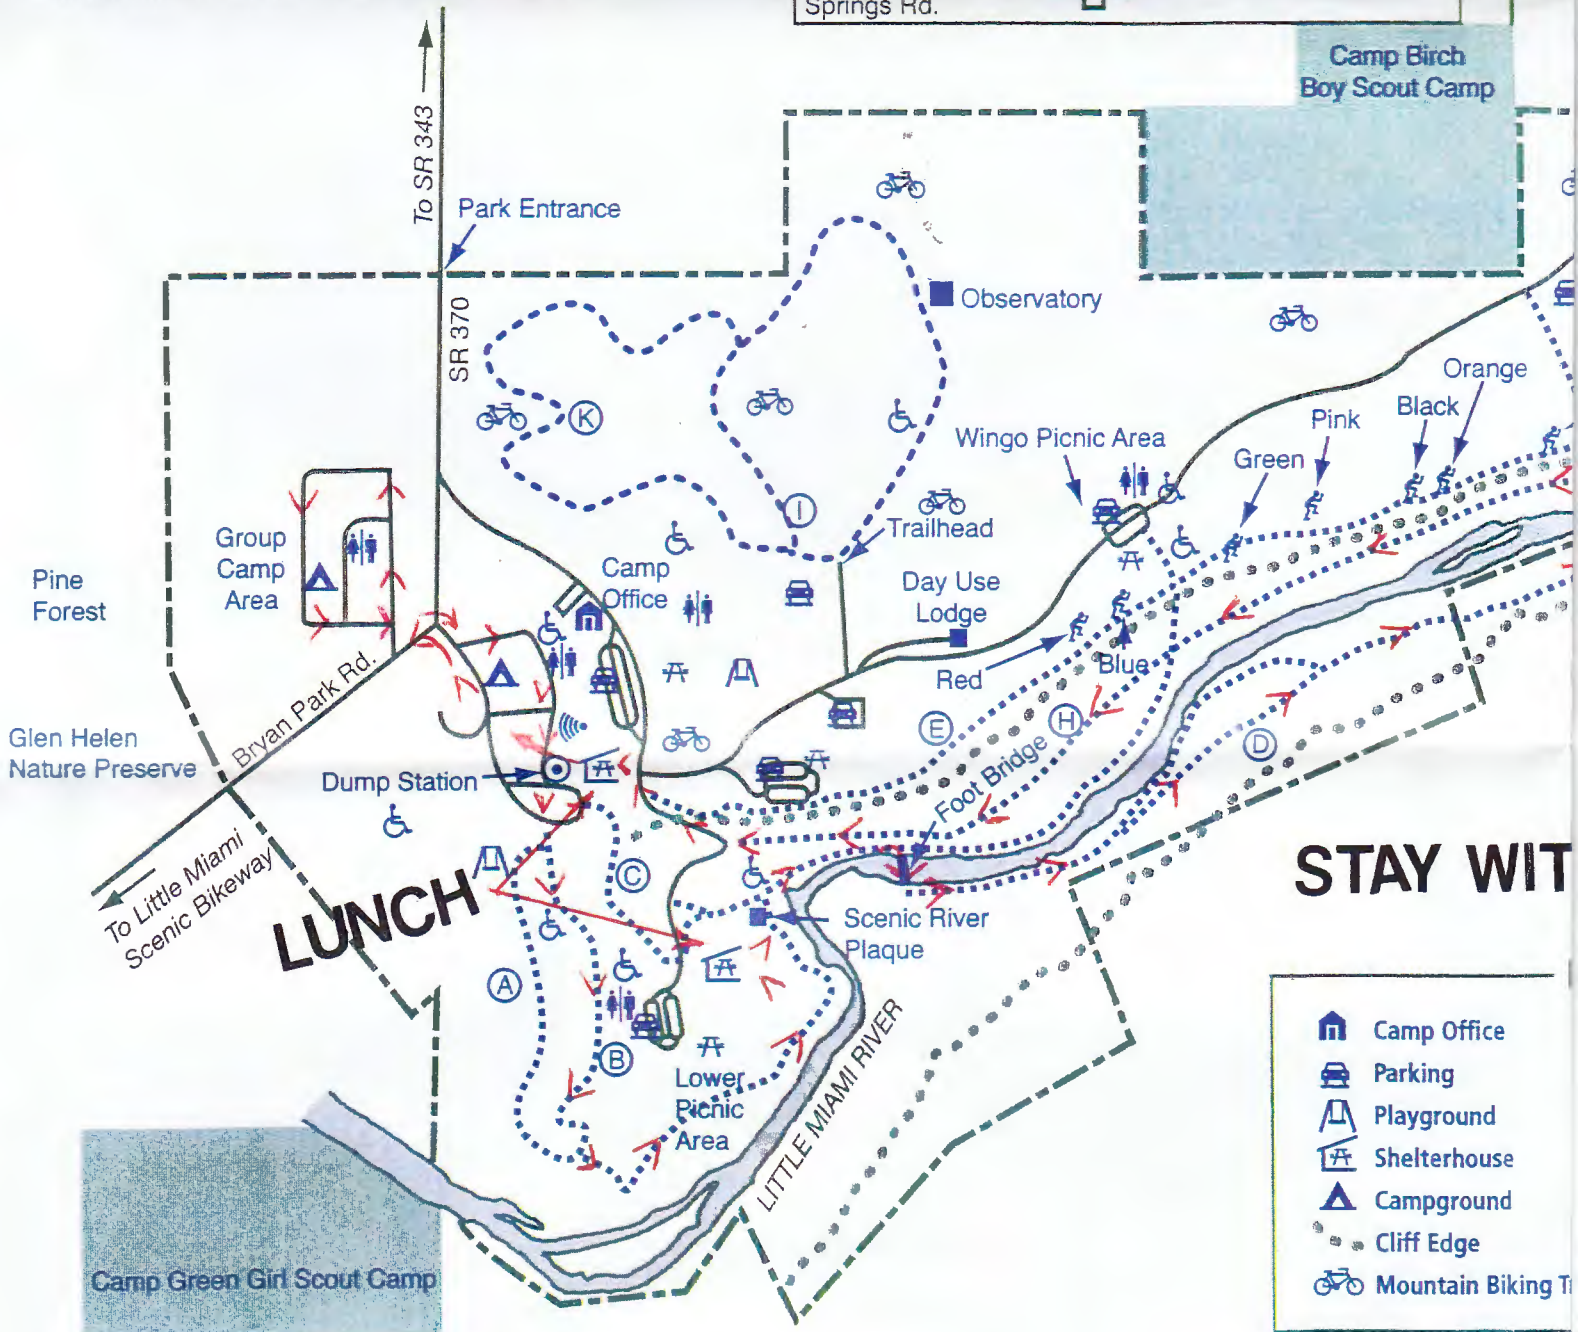 Springs Rd.
Camp Birch
Boy Scout Camp
To SR 343
Park Entrance
SR 370
Observatory
K
I
Orange
Black
Pink
Green
Wingo Picnic Area
Trailhead
Group
Camp
Area
Pine
Forest
Camp
Office
Day Use
Lodge
Red
Blue
Bryan Park Rd.
Glen Helen
Nature Preserve
Dump Station
E
H
D
Foot Bridge
To Little Miami
Scenic Bikeway
LUNCH
C
STAY WIT
Scenic River
Plaque
A
B
Lower
Picnic
Area
LITTLE MIAMI RIVER
Camp Green Girl Scout Camp
Camp Office
Parking
Playground
Shelterhouse
Campground
Cliff Edge
Mountain Biking